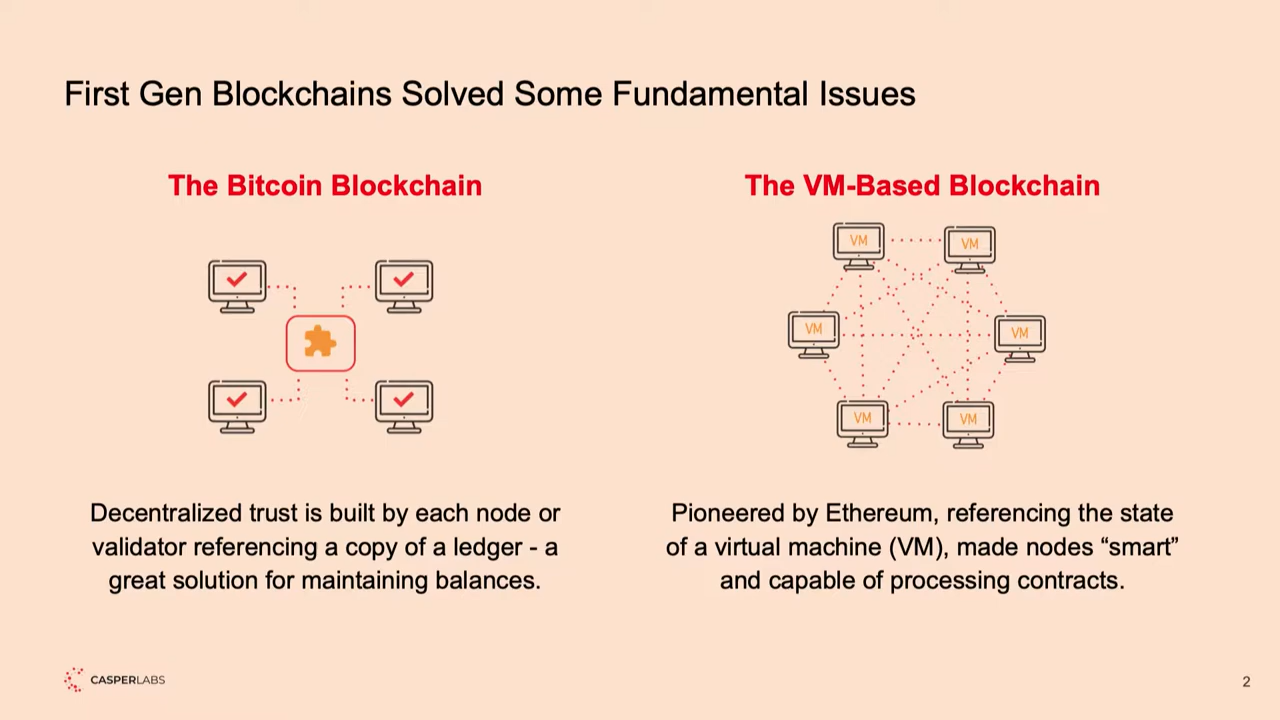 First Gen Blockchains Solved Some Fundamental Issues
The Bitcoin Blockchain
Decentralized trust is built by each node or
validator referencing a copy of a ledger - a
great solution for maintaining balances.
The VM-Based Blockchain
VM
VM
VM
VM
VM
VM
Pioneered by Ethereum, referencing the state
of a virtual machine (VM), made nodes “smart”
and capable of processing contracts.
CASPERLABS
2